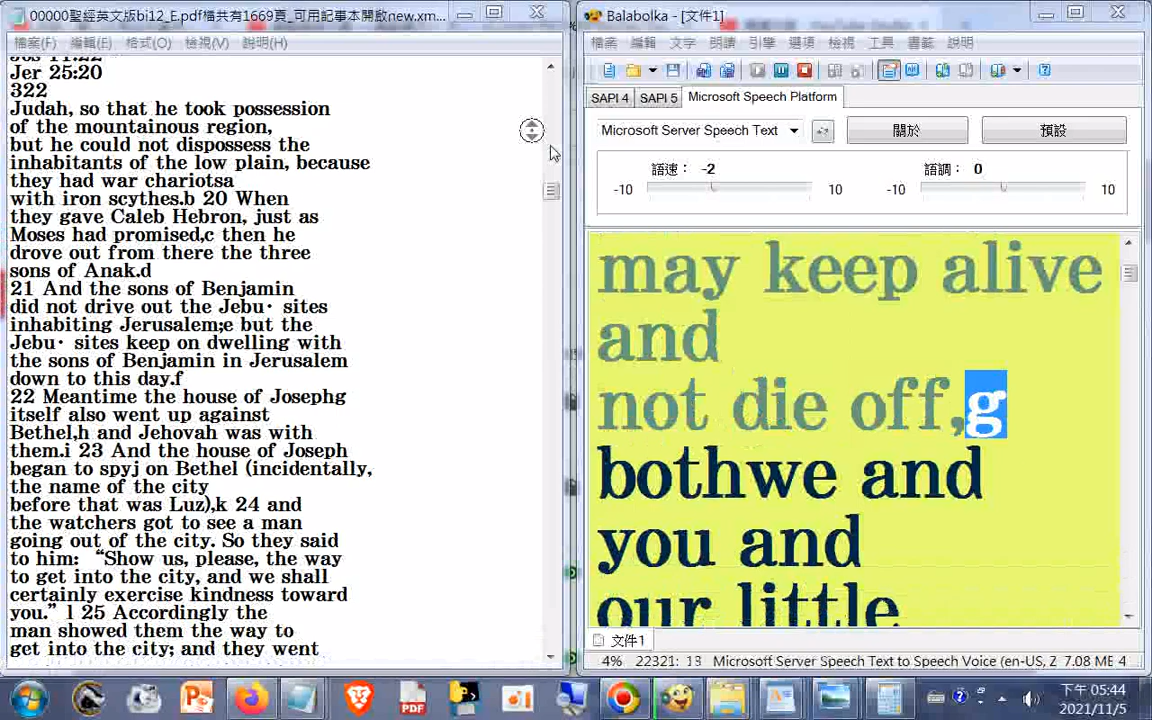 00000聖經英文版bi12_E.pdf檔共有1669頁_可用記事本開啟new.xm...
檔案(F) 編輯(E) 格式(O) 檢視(V) 說明(H)
Jos 11:22
Jer 25:20
322
Judah, so that he took possession
of the mountainous region,
but he could not dispossess the
inhabitants of the low plain, because
they had war chariotsa
with iron scythes.b 20 When
they gave Caleb Hebron, just as
Moses had promised,c then he
drove out from there the three
sons of Anak.d
21 And the sons of Benjamin
did not drive out the Jebu· sites
inhabiting Jerusalem;e but the
Jebu· sites keep on dwelling with
the sons of Benjamin in Jerusalem
down to this day.f
22 Meantime the house of Josephg
itself also went up against
Bethel,h and Jehovah was with
them.i 23 And the house of Joseph
began to spyj on Bethel (incidentally,
the name of the city
before that was Luz),k 24 and
the watchers got to see a man
going out of the city. So they said
to him: “Show us, please, the way
to get into the city, and we shall
certainly exercise kindness toward
you.” l 25 Accordingly the
man showed them the way to
get into the city; and they went
Balabolka - [文件1]
檔案 編輯 文字 朗讀 引擎 選項 檢視 工具 書籤 說明
SAPI 4 SAPI 5 Microsoft Speech Platform
Microsoft Server Speech Text 關於 預設
語速: -2 語調: 0
-10 10 -10 10
may keep alive
and
not die off,g
bothwe and
you and
our little
文件1
4% 22321: 13 Microsoft Server Speech Text to Speech Voice (en-US, Z 7.08 MB 4
下午 05:44
2021/11/5